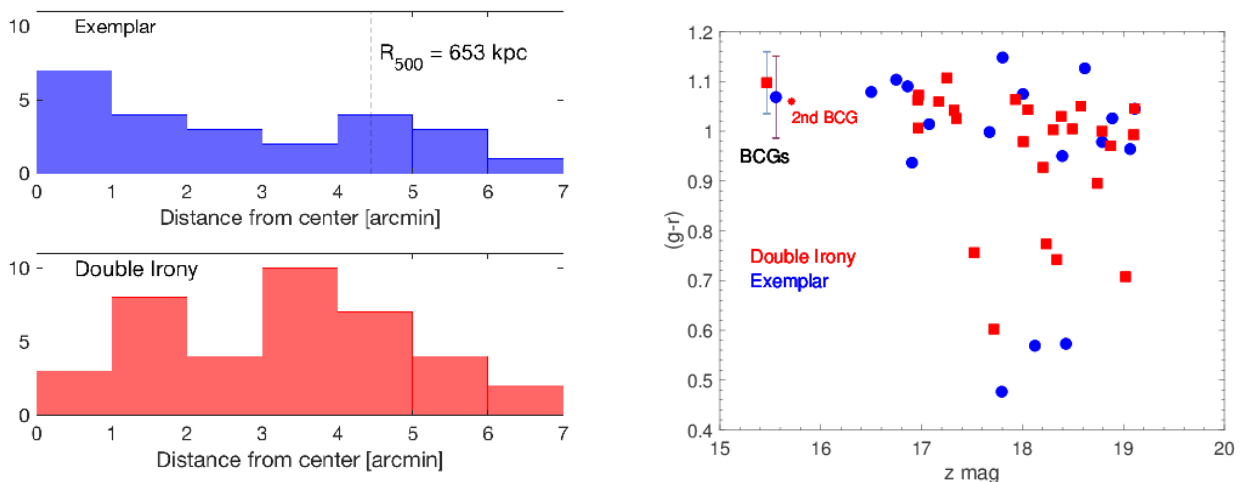 Exemplar
R500 = 653 kpc
10
5
0
0 1 2 3 4 5 6 7
Distance from center [arcmin]
Double Irony
10
5
0
0 1 2 3 4 5 6 7
Distance from center [arcmin]
1.2
1.1
1
0.9
0.8
0.7
0.6
0.5
0.4
(g-r)
2nd BCG
BCGs
Double Irony
Exemplar
15 16 17 18 19 20
z mag